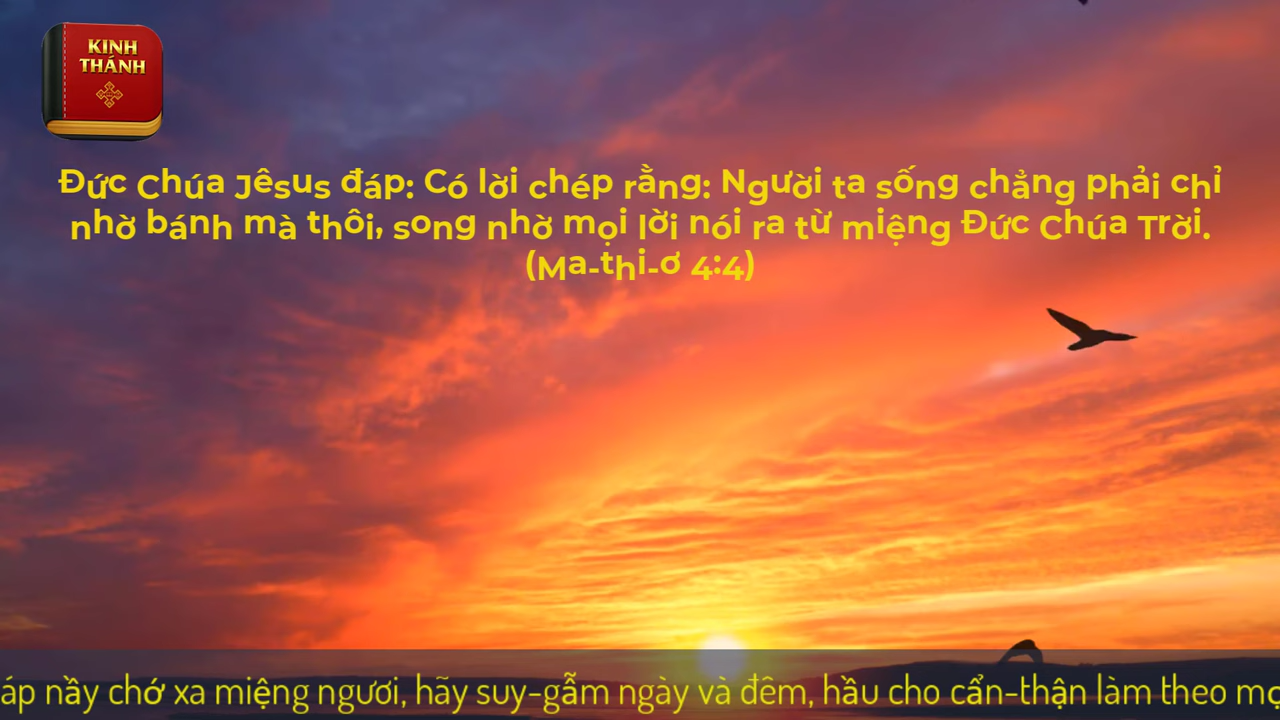 KINH
THÁNH
Đức Chúa Jêsus đáp: Có lời chép rằng: Người ta sống chẳng phải chỉ
nhờ bánh mà thôi, song nhờ mọi lời nói ra từ miệng Đức Chúa Trời.
(Ma-thi-ơ 4:4)
áp nầy chớ xa miệng ngươi, hãy suy-gẫm ngày và đêm, hầu cho cẩn-thận làm theo mọ